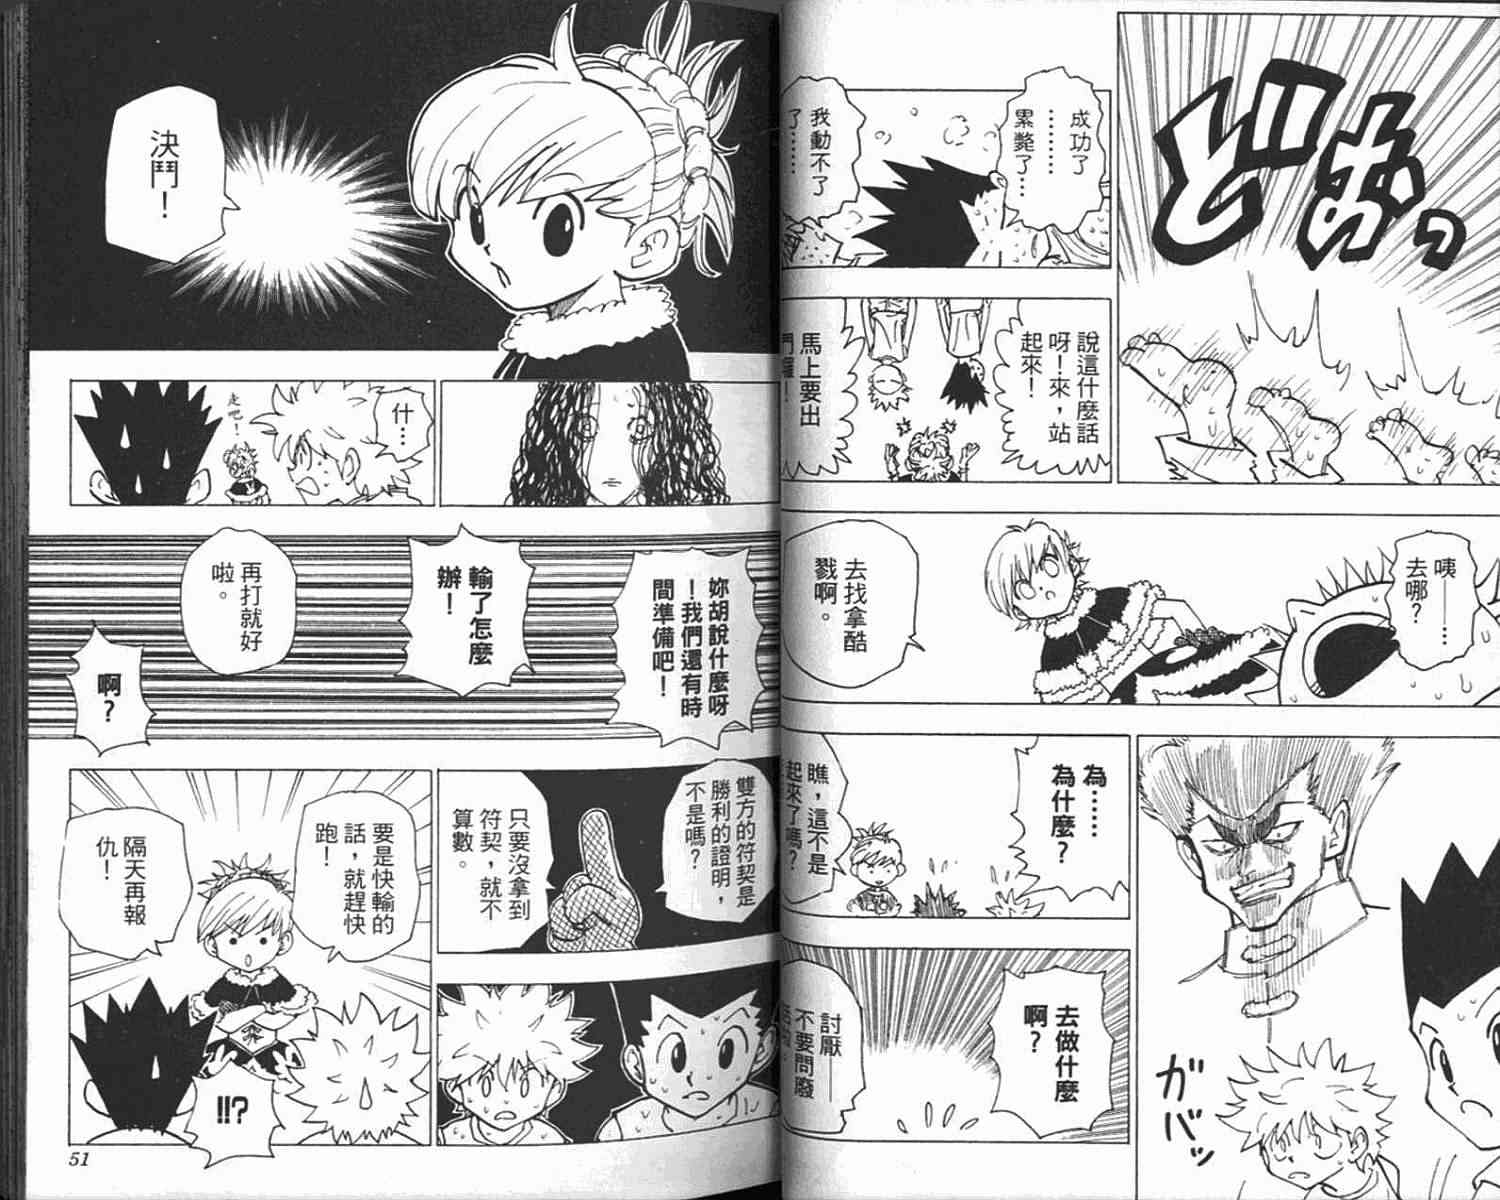 どおっ
成功了
………
累斃了…
我動不了
了……
說這什麼話
呀！來，站
起來！
馬上要出
門囉！
咦——…
去哪？
去找拿酷
戮啊。
ガバッ
為……
為什麼？
瞧，這不是
起來了嗎？
去做什麼
啊？
討厭——
不要問廢
決鬥！
什…
走吧！
妳胡說什麼呀
！我們還有時
間準備吧！
輸了怎麼
辦！
再打就好
啦。
啊？
雙方的符契是
勝利的證明，
不是嗎？
只要沒拿到
符契，就不
算數。
要是快輸的
話，就趕快
跑！
隔天再報
仇！
!!?
51